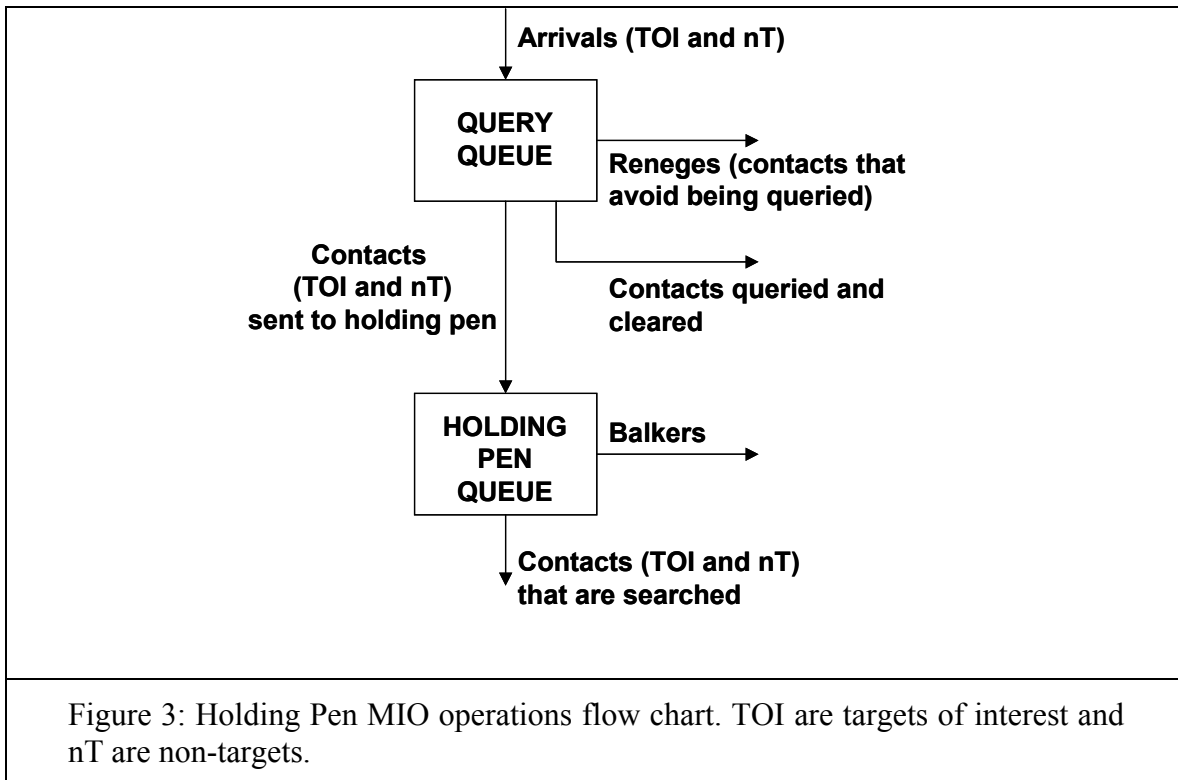 Arrivals (TOI and nT)
QUERY
QUEUE
Reneges (contacts that
avoid being queried)
Contacts
(TOI and nT)
sent to holding pen
Contacts queried and
cleared
HOLDING
PEN
QUEUE
Balkers
Contacts (TOI and nT)
that are searched
Figure 3: Holding Pen MIO operations flow chart. TOI are targets of interest and
nT are non-targets.